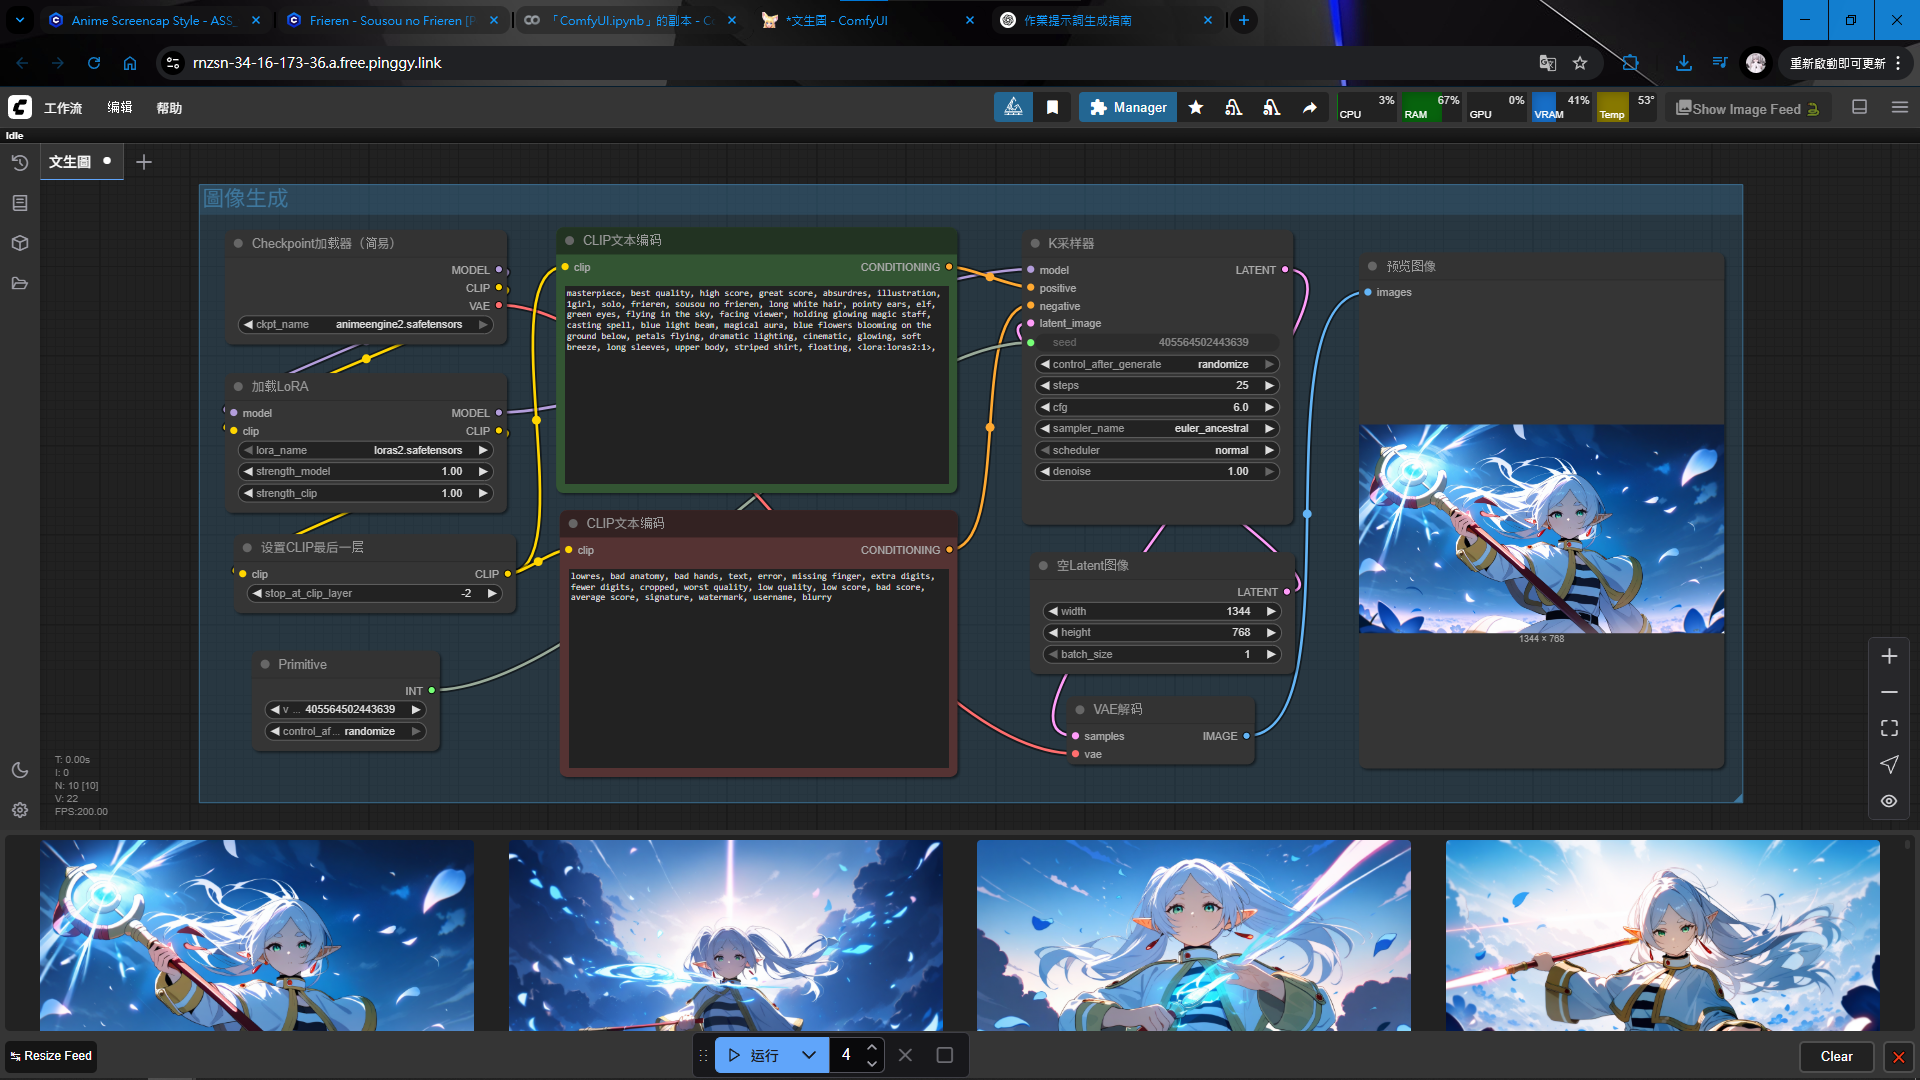 Anime Screencap Style - ASS_
Frieren - Sousou no Frieren [P
「ComfyUI.ipynb」的副本 - C
*文生圖 - ComfyUI
作業提示詞生成指南
rnzsn-34-16-173-36.a.free.pinggy.link
重新啟動即可更新
工作流
编辑
帮助
Manager
CPU 3%
RAM 67%
GPU 0%
VRAM 41%
Temp 53°
Show Image Feed
Idle
文生圖
圖像生成
Checkpoint加载器（简易）
MODEL
CLIP
VAE
ckpt_name animeengine2.safetensors
加载LoRA
model MODEL
clip CLIP
lora_name loras2.safetensors
strength_model 1.00
strength_clip 1.00
设置CLIP最后一层
clip CLIP
stop_at_clip_layer -2
Primitive
INT
v ... 405564502443639
control_af... randomize
CLIP文本编码
clip CONDITIONING
masterpiece, best quality, high score, great score, absurdres, illustration,
1girl, solo, frieren, sousou no frieren, long white hair, pointy ears, elf,
green eyes, flying in the sky, facing viewer, holding glowing magic staff,
casting spell, blue light beam, magical aura, blue flowers blooming on the
ground below, petals flying, dramatic lighting, cinematic, glowing, soft
breeze, long sleeves, upper body, striped shirt, floating, <lora:loras2:1>,
CLIP文本编码
clip CONDITIONING
lowres, bad anatomy, bad hands, text, error, missing finger, extra digits,
fewer digits, cropped, worst quality, low quality, low score, bad score,
average score, signature, watermark, username, blurry
K采样器
model LATENT
positive
negative
latent_image
seed 405564502443639
control_after_generate randomize
steps 25
cfg 6.0
sampler_name euler_ancestral
scheduler normal
denoise 1.00
空Latent图像
LATENT
width 1344
height 768
batch_size 1
VAE解码
samples IMAGE
vae
预览图像
images
1344 × 768
T: 0.00s
I: 0
N: 10 [10]
V: 22
FPS:200.00
Resize Feed
运行
4
Clear